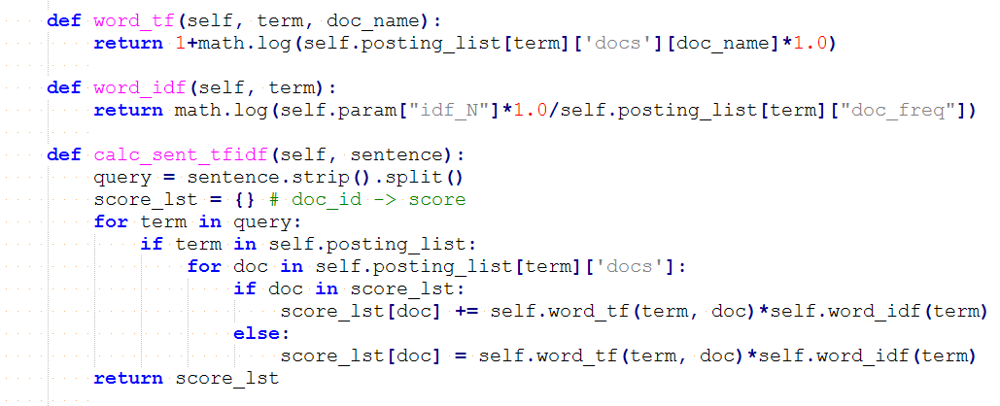 def word_tf(self, term, doc_name):
return 1+math.log(self.posting_list[term]['docs'][doc_name]*1.0)
def word_idf(self, term):
return math.log(self.param["idf_N"]*1.0/self.posting_list[term]["doc_freq"])
def calc_sent_tfidf(self, sentence):
query = sentence.strip().split()
score_lst = {} # doc_id -> score
for term in query:
if term in self.posting_list:
for doc in self.posting_list[term]['docs']:
if doc in score_lst:
score_lst[doc] += self.word_tf(term, doc)*self.word_idf(term)
else:
score_lst[doc] = self.word_tf(term, doc)*self.word_idf(term)
return score_lst